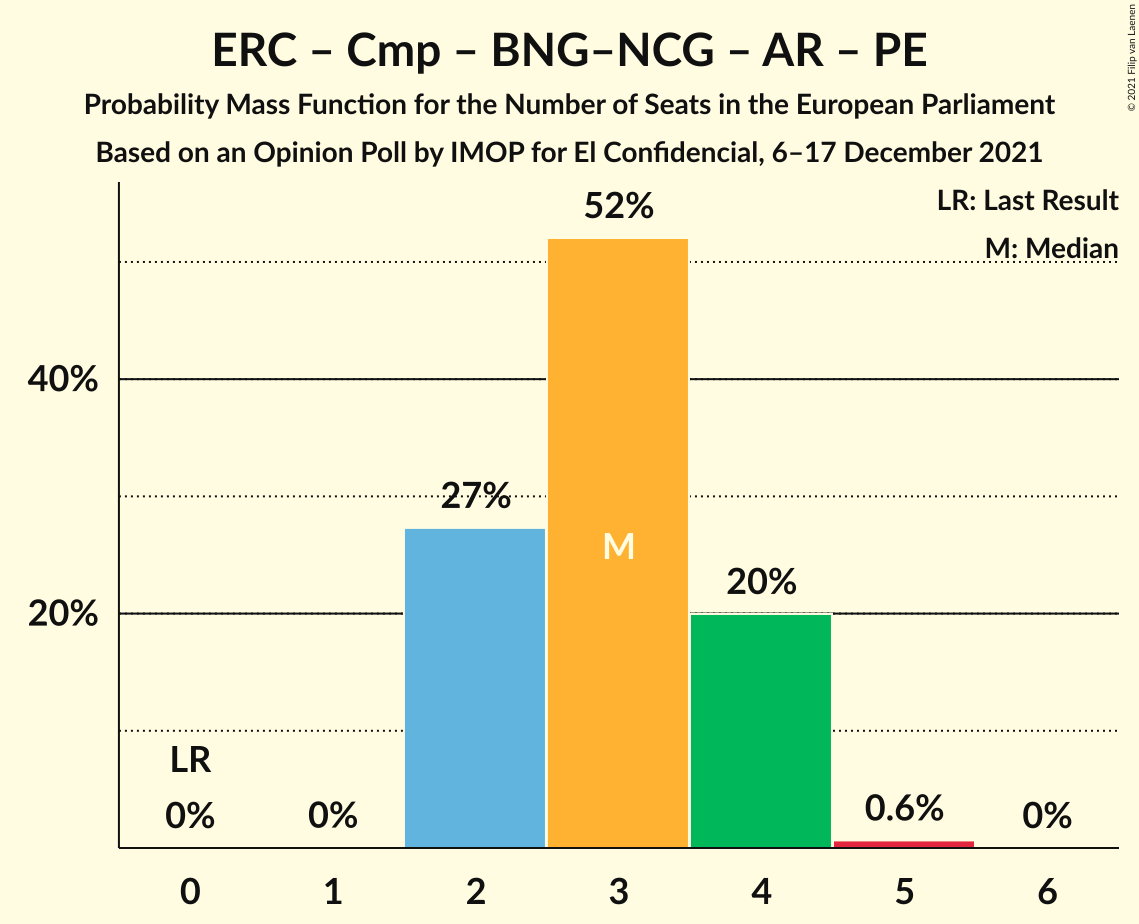 ERC – Cmp – BNG–NCG – AR – PE
Probability Mass Function for the Number of Seats in the European Parliament
Based on an Opinion Poll by IMOP for El Confidencial, 6–17 December 2021
© 2021 Filip van Laenen
LR: Last Result
M: Median
52%
40%
27%
M
20%
20%
LR
0%
0%
0.6%
0%
0 1 2 3 4 5 6